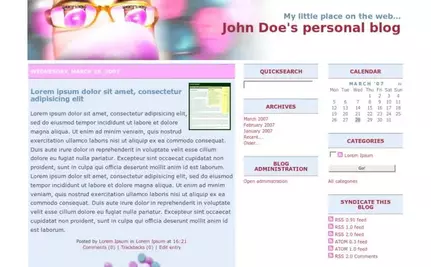 My little place on the web...
John Doe's personal blog
WEDNESDAY, MARCH 28. 2007
Lorem ipsum dolor sit amet, consectetur
adipisicing elit
Lorem ipsum dolor sit amet, consectetur adipisicing elit,
sed do eiusmod tempor incididunt ut labore et dolore
magna aliqua. Ut enim ad minim veniam, quis nostrud
exercitation ullamco laboris nisi ut aliquip ex ea commodo consequat.
Duis aute irure dolor in reprehenderit in voluptate velit esse cillum
dolore eu fugiat nulla pariatur. Excepteur sint occaecat cupidatat non
proident, sunt in culpa qui officia deserunt mollit anim id est laborum.
Lorem ipsum dolor sit amet, consectetur adipisicing elit, sed do eiusmod
tempor incididunt ut labore et dolore magna aliqua. Ut enim ad minim
veniam, quis nostrud exercitation ullamco laboris nisi ut aliquip ex ea
commodo consequat. Duis aute irure dolor in reprehenderit in voluptate
velit esse cillum dolore eu fugiat nulla pariatur. Excepteur sint occaecat
cupidatat non proident, sunt in culpa qui officia deserunt mollit anim id
est laborum.
Posted by Lorem Ipsum in Lorem Ipsum at 16:21
Comments (0) | Trackbacks (0) | Edit entry
QUICKSEARCH
ARCHIVES
March 2007
February 2007
January 2007
Recent...
Older...
BLOG
ADMINISTRATION
Open administration
CALENDAR
MARCH '07
Mo Tu We Th Fr Sa Su
1 2 3 4
5 6 7 8 9 10 11
12 13 14 15 16 17 18
19 20 21 22 23 24 25
26 27 28 29 30 31
CATEGORIES
Lorem Ipsum
Go!
All categories
SYNDICATE THIS
BLOG
RSS 0.91 feed
RSS 1.0 feed
RSS 2.0 feed
ATOM 0.3 feed
ATOM 1.0 feed
RSS 2.0 Comments